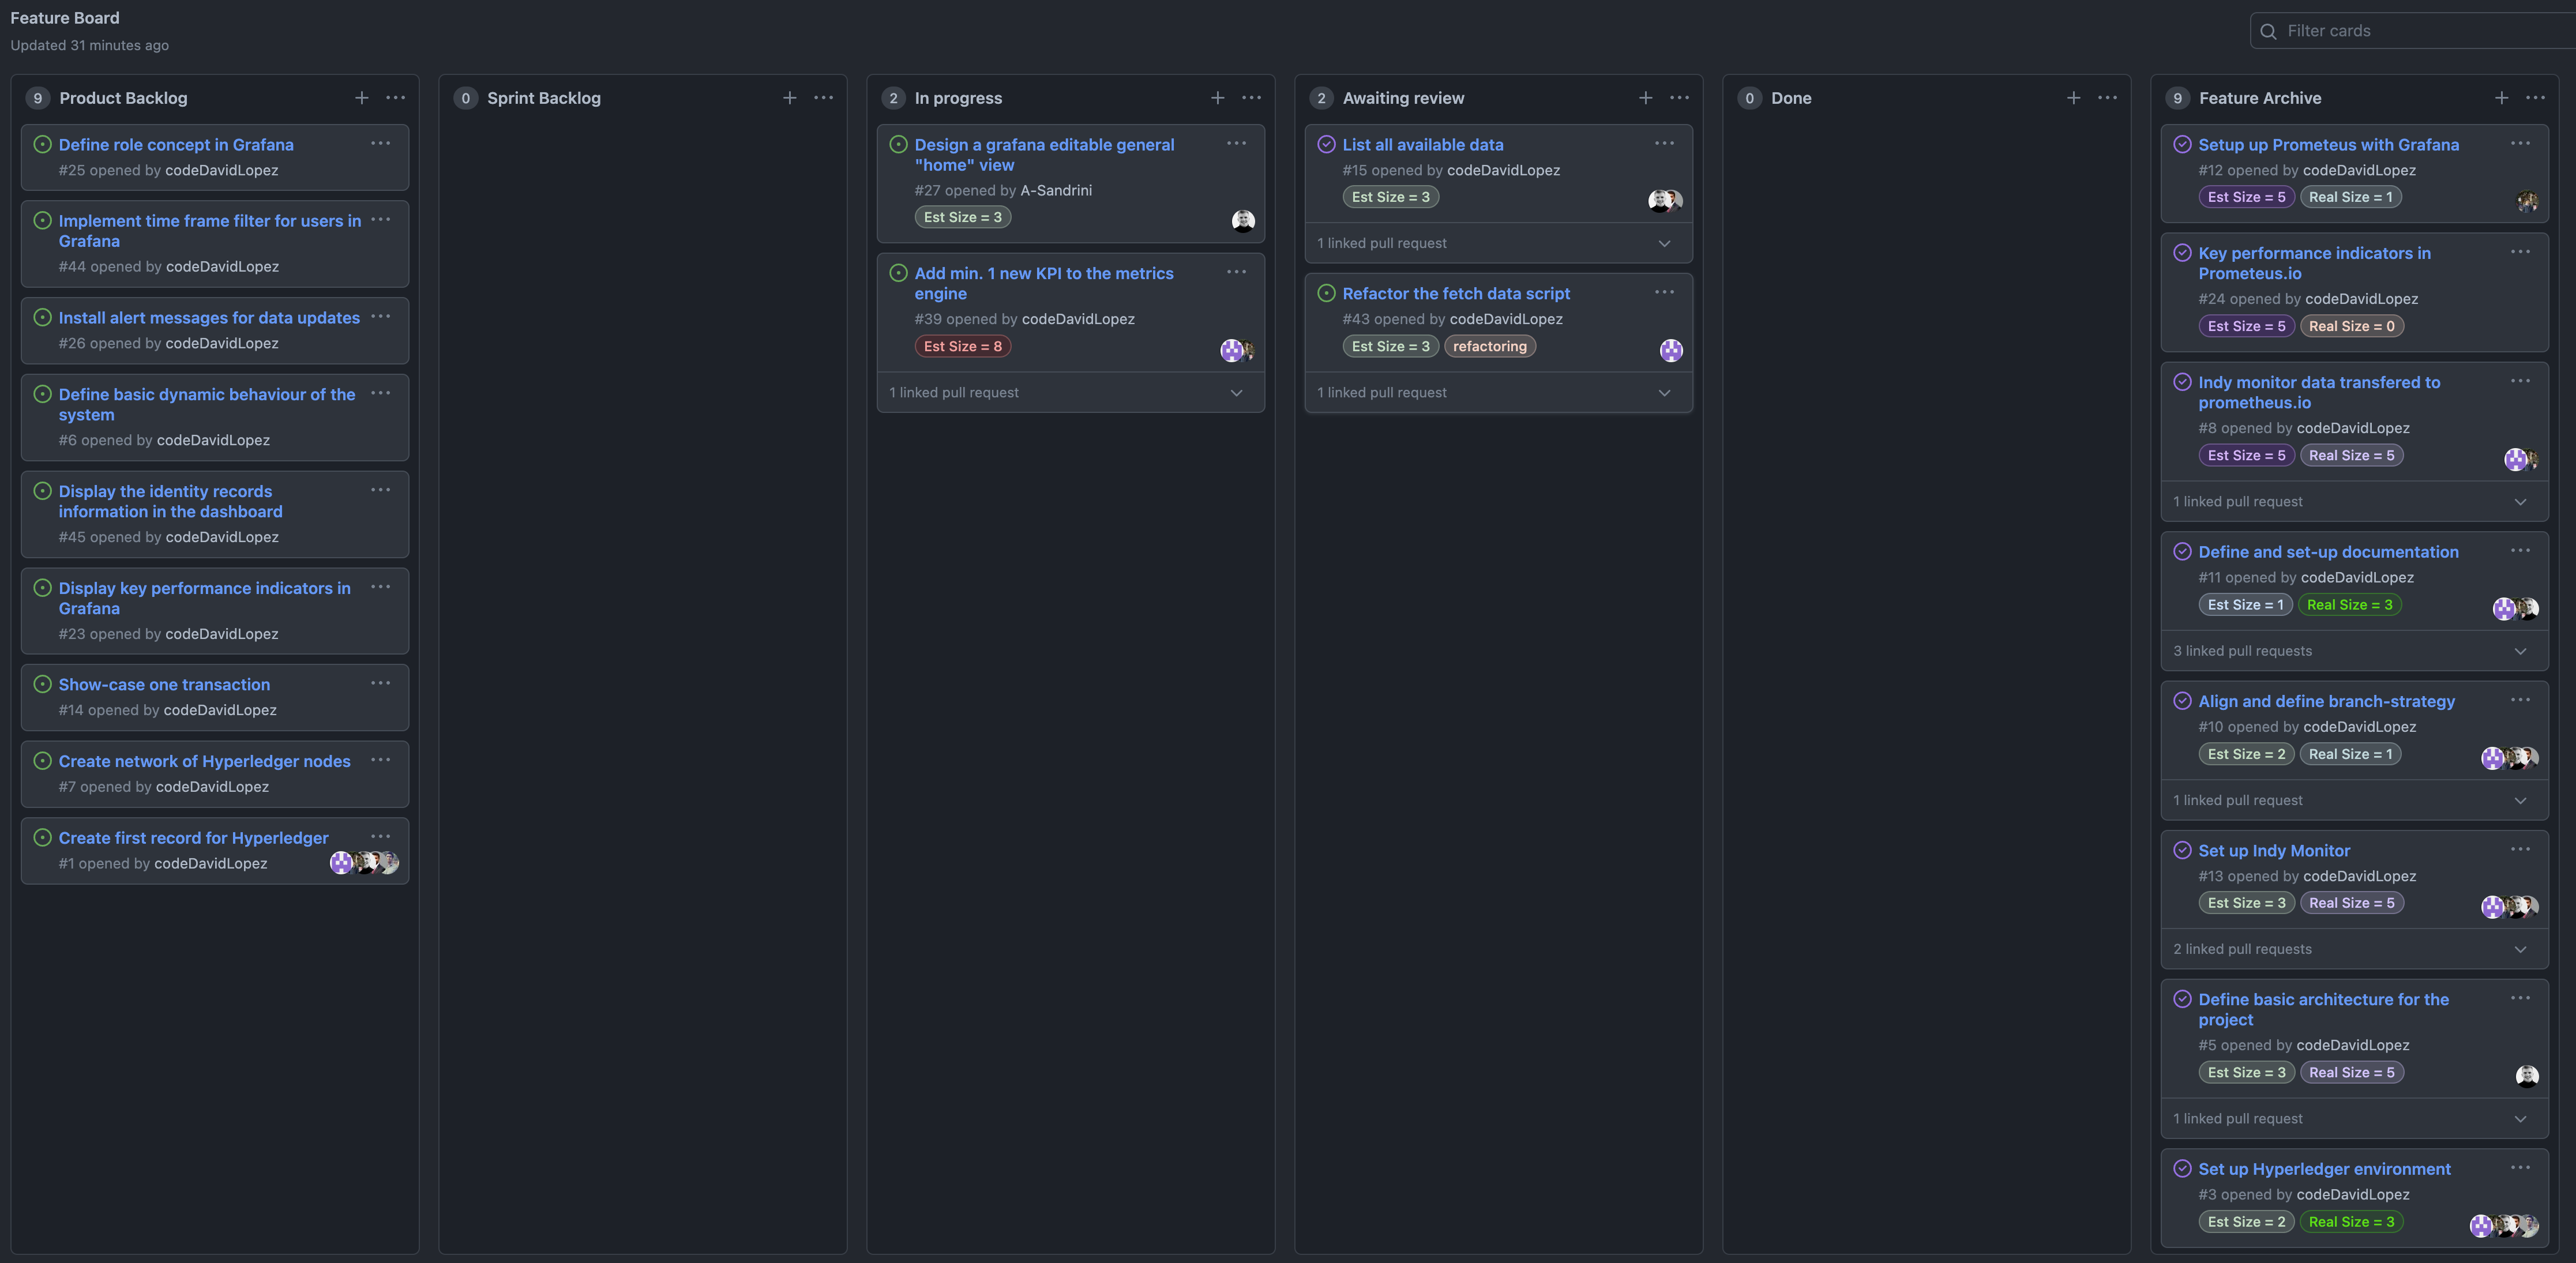 Feature Board
Updated 31 minutes ago
Filter cards
9 Product Backlog
Define role concept in Grafana
#25 opened by codeDavidLopez
Implement time frame filter for users in
Grafana
#44 opened by codeDavidLopez
Install alert messages for data updates
#26 opened by codeDavidLopez
Define basic dynamic behaviour of the
system
#6 opened by codeDavidLopez
Display the identity records
information in the dashboard
#45 opened by codeDavidLopez
Display key performance indicators in
Grafana
#23 opened by codeDavidLopez
Show-case one transaction
#14 opened by codeDavidLopez
Create network of Hyperledger nodes
#7 opened by codeDavidLopez
Create first record for Hyperledger
#1 opened by codeDavidLopez
0 Sprint Backlog
2 In progress
Design a grafana editable general
"home" view
#27 opened by A-Sandrini
Est Size = 3
Add min. 1 new KPI to the metrics
engine
#39 opened by codeDavidLopez
Est Size = 8
1 linked pull request
2 Awaiting review
List all available data
#15 opened by codeDavidLopez
Est Size = 3
1 linked pull request
Refactor the fetch data script
#43 opened by codeDavidLopez
Est Size = 3 refactoring
1 linked pull request
0 Done
9 Feature Archive
Setup up Prometeus with Grafana
#12 opened by codeDavidLopez
Est Size = 5 Real Size = 1
Key performance indicators in
Prometeus.io
#24 opened by codeDavidLopez
Est Size = 5 Real Size = 0
Indy monitor data transfered to
prometheus.io
#8 opened by codeDavidLopez
Est Size = 5 Real Size = 5
1 linked pull request
Define and set-up documentation
#11 opened by codeDavidLopez
Est Size = 1 Real Size = 3
3 linked pull requests
Align and define branch-strategy
#10 opened by codeDavidLopez
Est Size = 2 Real Size = 1
1 linked pull request
Set up Indy Monitor
#13 opened by codeDavidLopez
Est Size = 3 Real Size = 5
2 linked pull requests
Define basic architecture for the
project
#5 opened by codeDavidLopez
Est Size = 3 Real Size = 5
1 linked pull request
Set up Hyperledger environment
#3 opened by codeDavidLopez
Est Size = 2 Real Size = 3